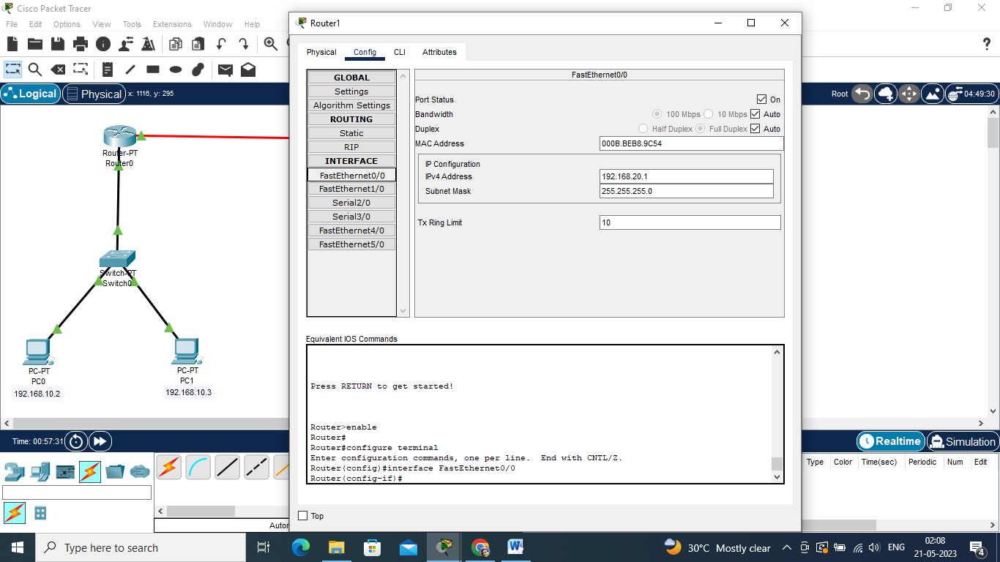 Cisco Packet Tracer
File Edit Options View Tools Extensions Window Help
Logical
Physical
x: 1116, y: 295
Root
04:49:30
Router-PT
Router0
Switch-PT
Switch0
PC-PT
PC0
192.168.10.2
PC-PT
PC1
192.168.10.3
Router1
Physical Config CLI Attributes
GLOBAL
Settings
Algorithm Settings
ROUTING
Static
RIP
INTERFACE
FastEthernet0/0
FastEthernet1/0
Serial2/0
Serial3/0
FastEthernet4/0
FastEthernet5/0
FastEthernet0/0
Port Status On
Bandwidth 100 Mbps 10 Mbps Auto
Duplex Half Duplex Full Duplex Auto
MAC Address 000B.BEB8.9C54
IP Configuration
IPv4 Address 192.168.20.1
Subnet Mask 255.255.255.0
Tx Ring Limit 10
Equivalent IOS Commands
Press RETURN to get started!
Router>enable
Router#
Router#configure terminal
Enter configuration commands, one per line. End with CNTL/Z.
Router(config)#interface FastEthernet0/0
Router(config-if)#
Top
Time: 00:57:31
Realtime
Simulation
Type Color Time(sec) Periodic Num Edit
Autor
Type here to search
30°C Mostly clear
ENG
02:08
21-05-2023
4